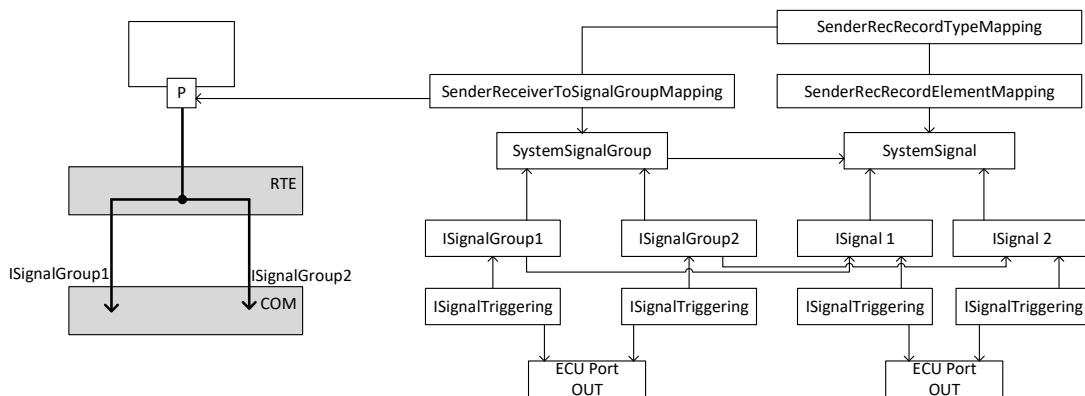 SenderRecRecordTypeMapping
P
SenderReceiverToSignalGroupMapping
SenderRecRecordElementMapping
SystemSignalGroup
SystemSignal
RTE
ISignalGroup1
ISignalGroup2
ISignal 1
ISignal 2
ISignalGroup1
ISignalGroup2
COM
ISignalTriggering
ISignalTriggering
ISignalTriggering
ISignalTriggering
ECU Port
OUT
ECU Port
OUT